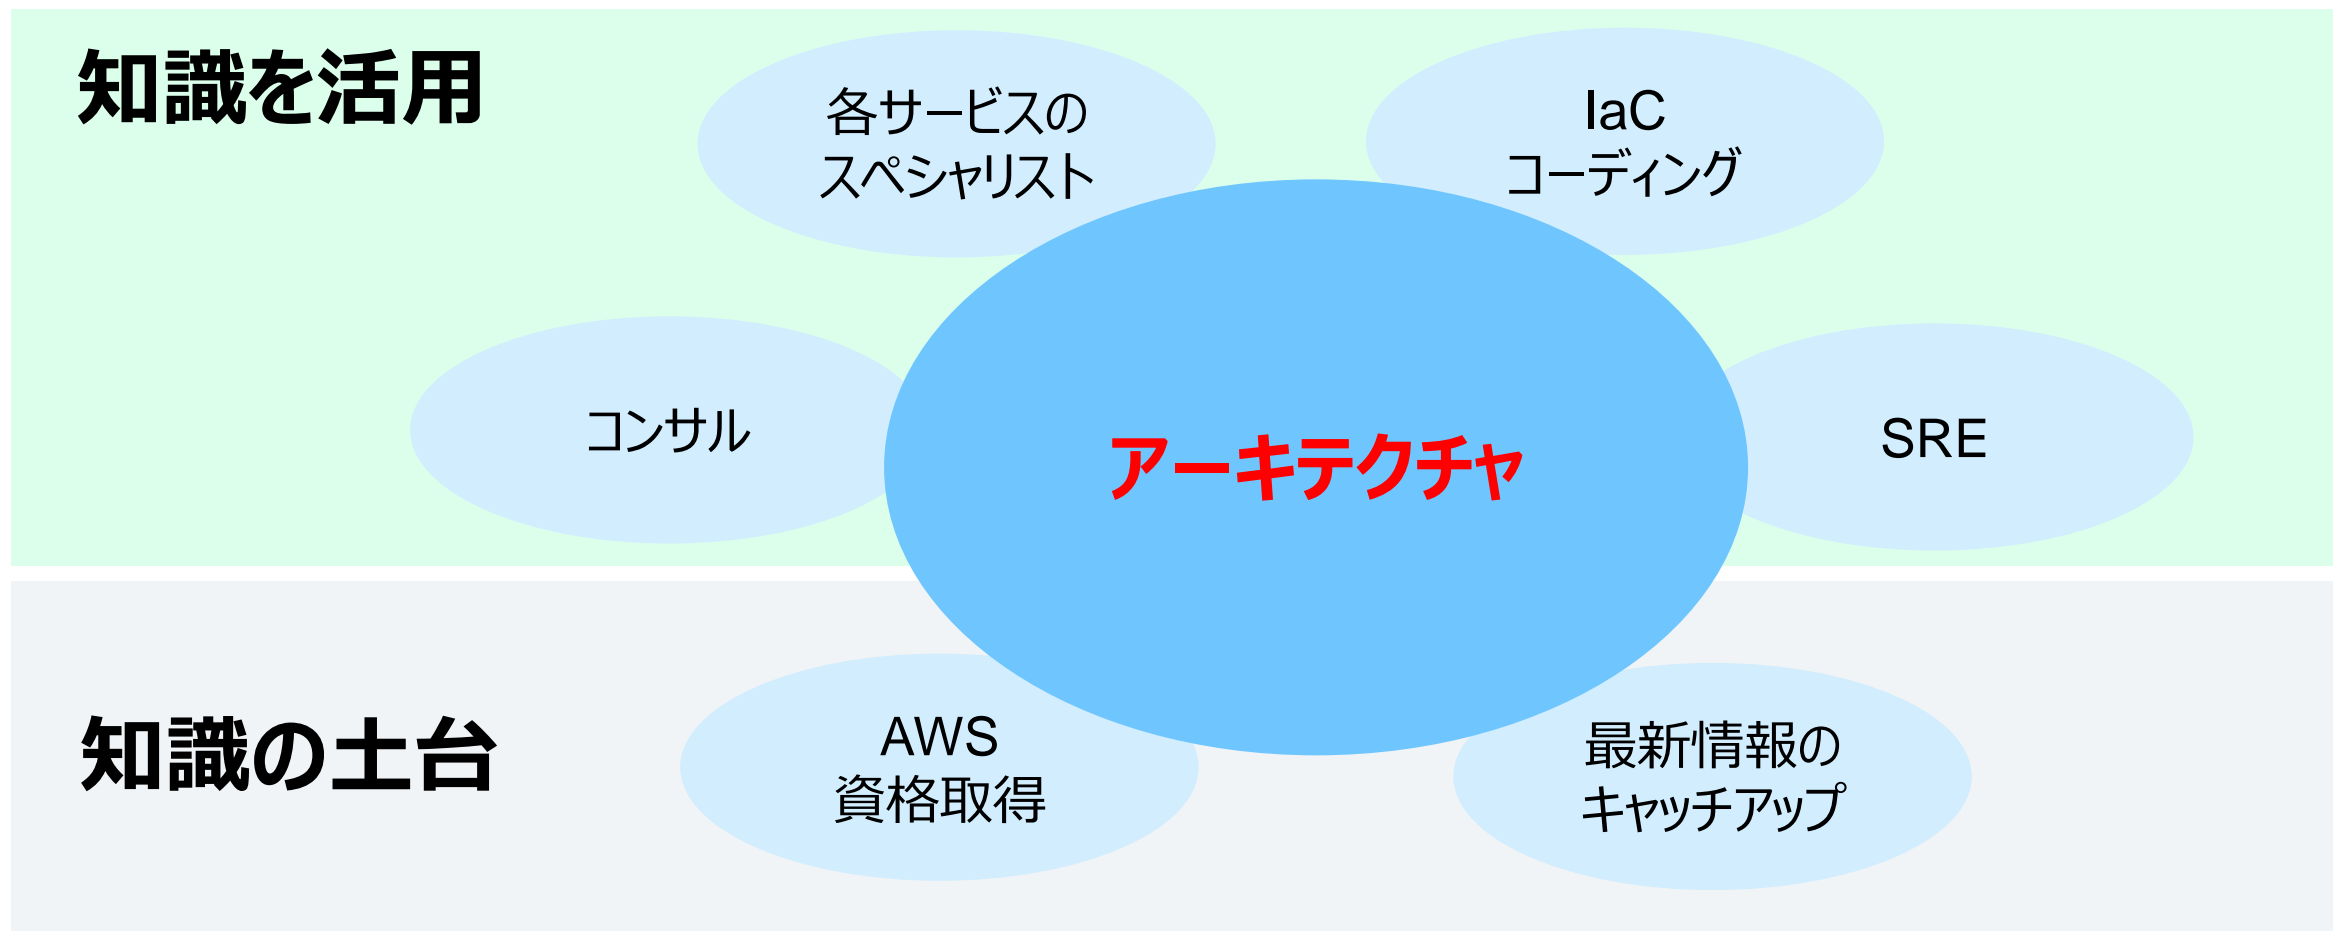 知識を活用
各サービスの
スペシャリスト
IaC
コーディング
コンサル
アーキテクチャ
SRE
知識の土台
AWS
資格取得
最新情報の
キャッチアップ